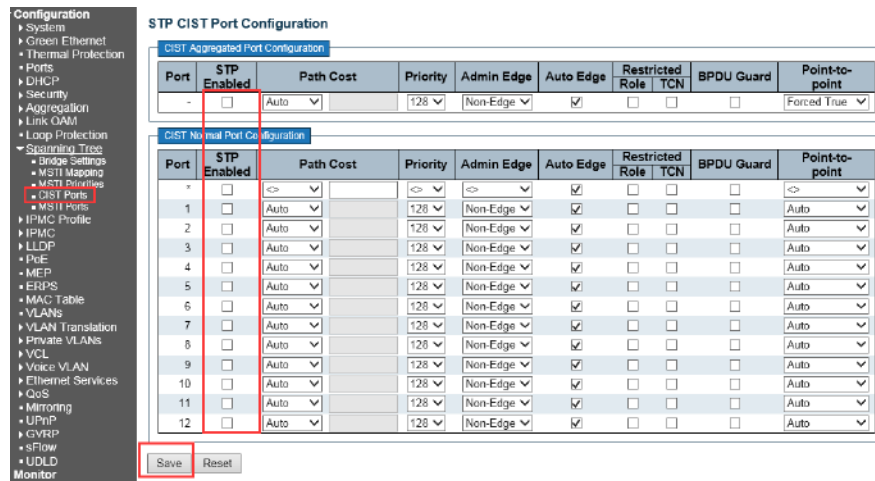 Configuration
System
Green Ethernet
Thermal Protection
Ports
DHCP
Security
Aggregation
Link OAM
Loop Protection
Spanning Tree
Bridge Settings
MSTI Mapping
MSTI Priorities
CIST Ports
MSTI Ports
IPMC Profile
IPMC
LLDP
PoE
MEP
ERPS
MAC Table
VLANs
VLAN Translation
Private VLANs
VCL
Voice VLAN
Ethernet Services
QoS
Mirroring
UPnP
GVRP
sFlow
UDLD
Monitor
STP CIST Port Configuration
CIST Aggregated Port Configuration
Port STP Enabled Path Cost Priority Admin Edge Auto Edge Restricted Role TCN BPDU Guard Point-to-point
- Auto 128 Non-Edge Forced True
CIST Normal Port Configuration
Port STP Enabled Path Cost Priority Admin Edge Auto Edge Restricted Role TCN BPDU Guard Point-to-point
* <> <> <> <>
1 Auto 128 Non-Edge Auto
2 Auto 128 Non-Edge Auto
3 Auto 128 Non-Edge Auto
4 Auto 128 Non-Edge Auto
5 Auto 128 Non-Edge Auto
6 Auto 128 Non-Edge Auto
7 Auto 128 Non-Edge Auto
8 Auto 128 Non-Edge Auto
9 Auto 128 Non-Edge Auto
10 Auto 128 Non-Edge Auto
11 Auto 128 Non-Edge Auto
12 Auto 128 Non-Edge Auto
Save Reset